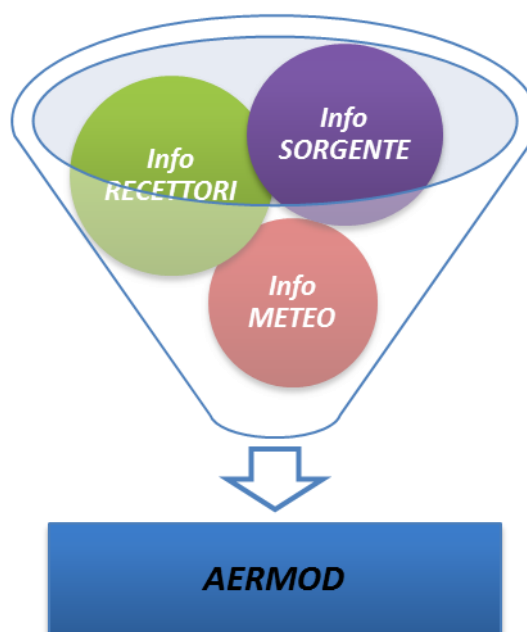 Info
SORGENTE
Info
RECETTORI
Info
METEO
AERMOD